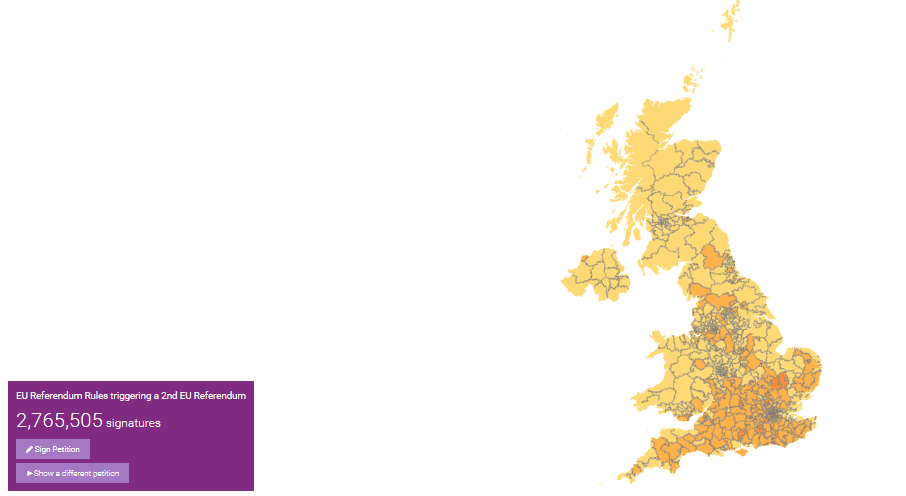 EU Referendum Rules triggering a 2nd EU Referendum
2,765,505 signatures
Sign Petition
Show a different petition